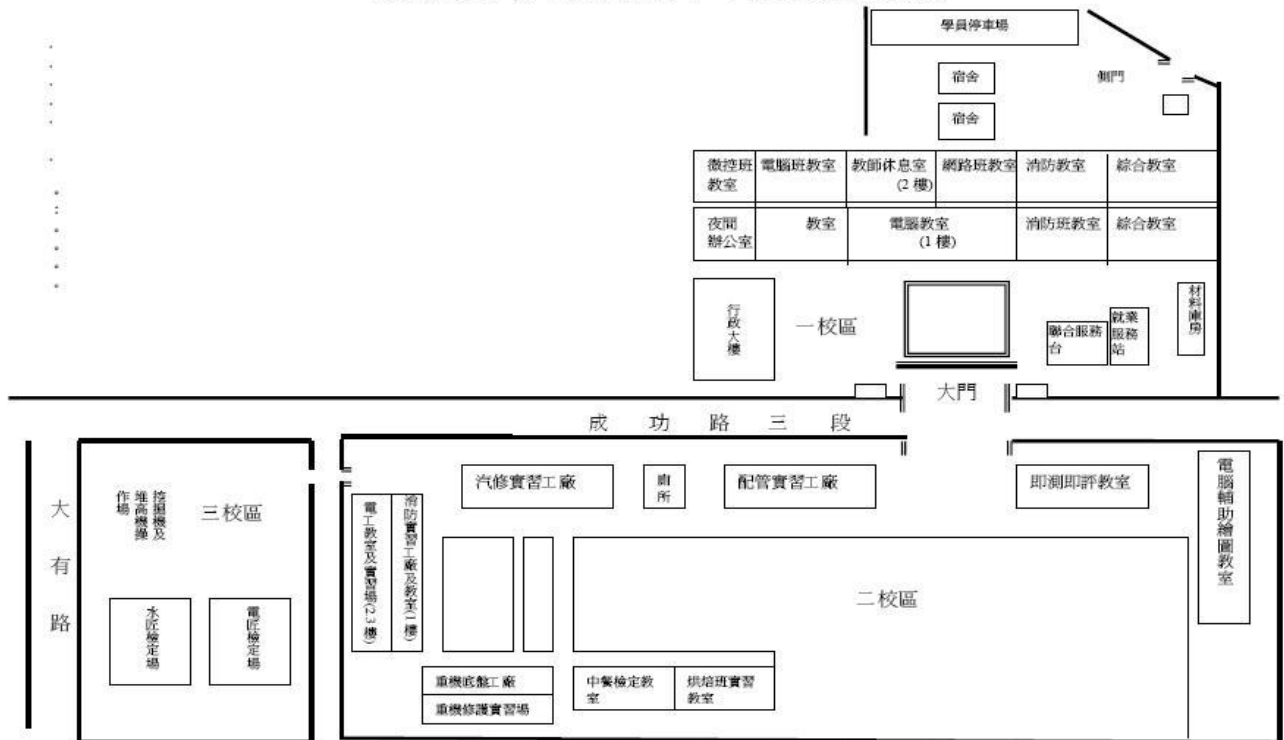 學員停車場
宿舍
側門
宿舍
微控班
教室
電腦班教室
教師休息室
(2 樓)
網路班教室
消防教室
綜合教室
夜間
辦公室
教室
電腦教室
(1 樓)
消防班教室
綜合教室
行政大樓
一校區
聯合服務
台
就業
服務
站
材料庫房
大門
成功路三段
大有路
挖掘機及
堆高機操
作場
三校區
水匠檢定場
電匠檢定場
汽修實習工廠
廁所
配管實習工廠
即測即評教室
電腦輔助繪圖教室
電工教室及實習場(2.3樓)
消防實習工廠及教室(1樓)
二校區
重機底盤工廠
重機修護實習場
中餐檢定教
室
烘焙班實習
教室